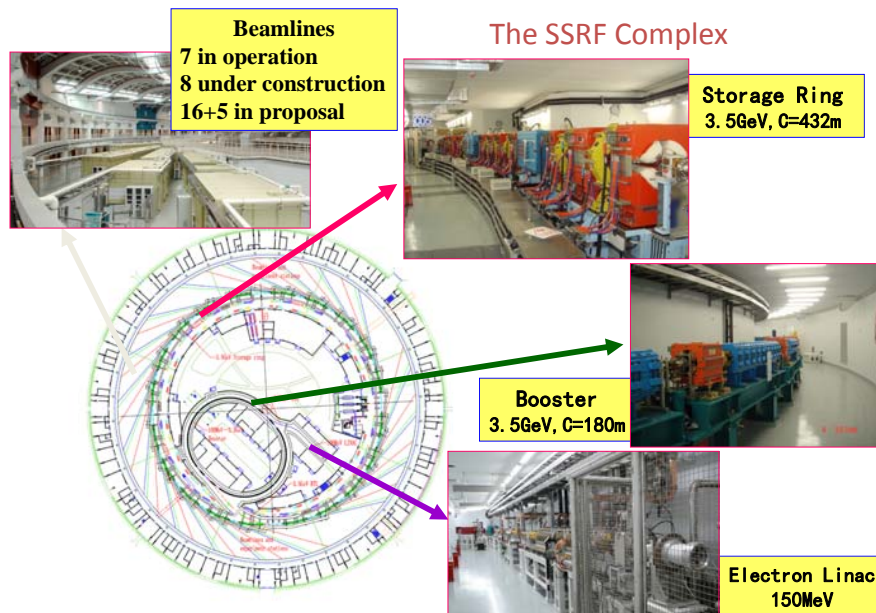 Beamlines
7 in operation
8 under construction
16+5 in proposal
The SSRF Complex
Storage Ring
3.5GeV, C=432m
005
Booster
3.5GeV, C=180m
Electron Linac
150MeV